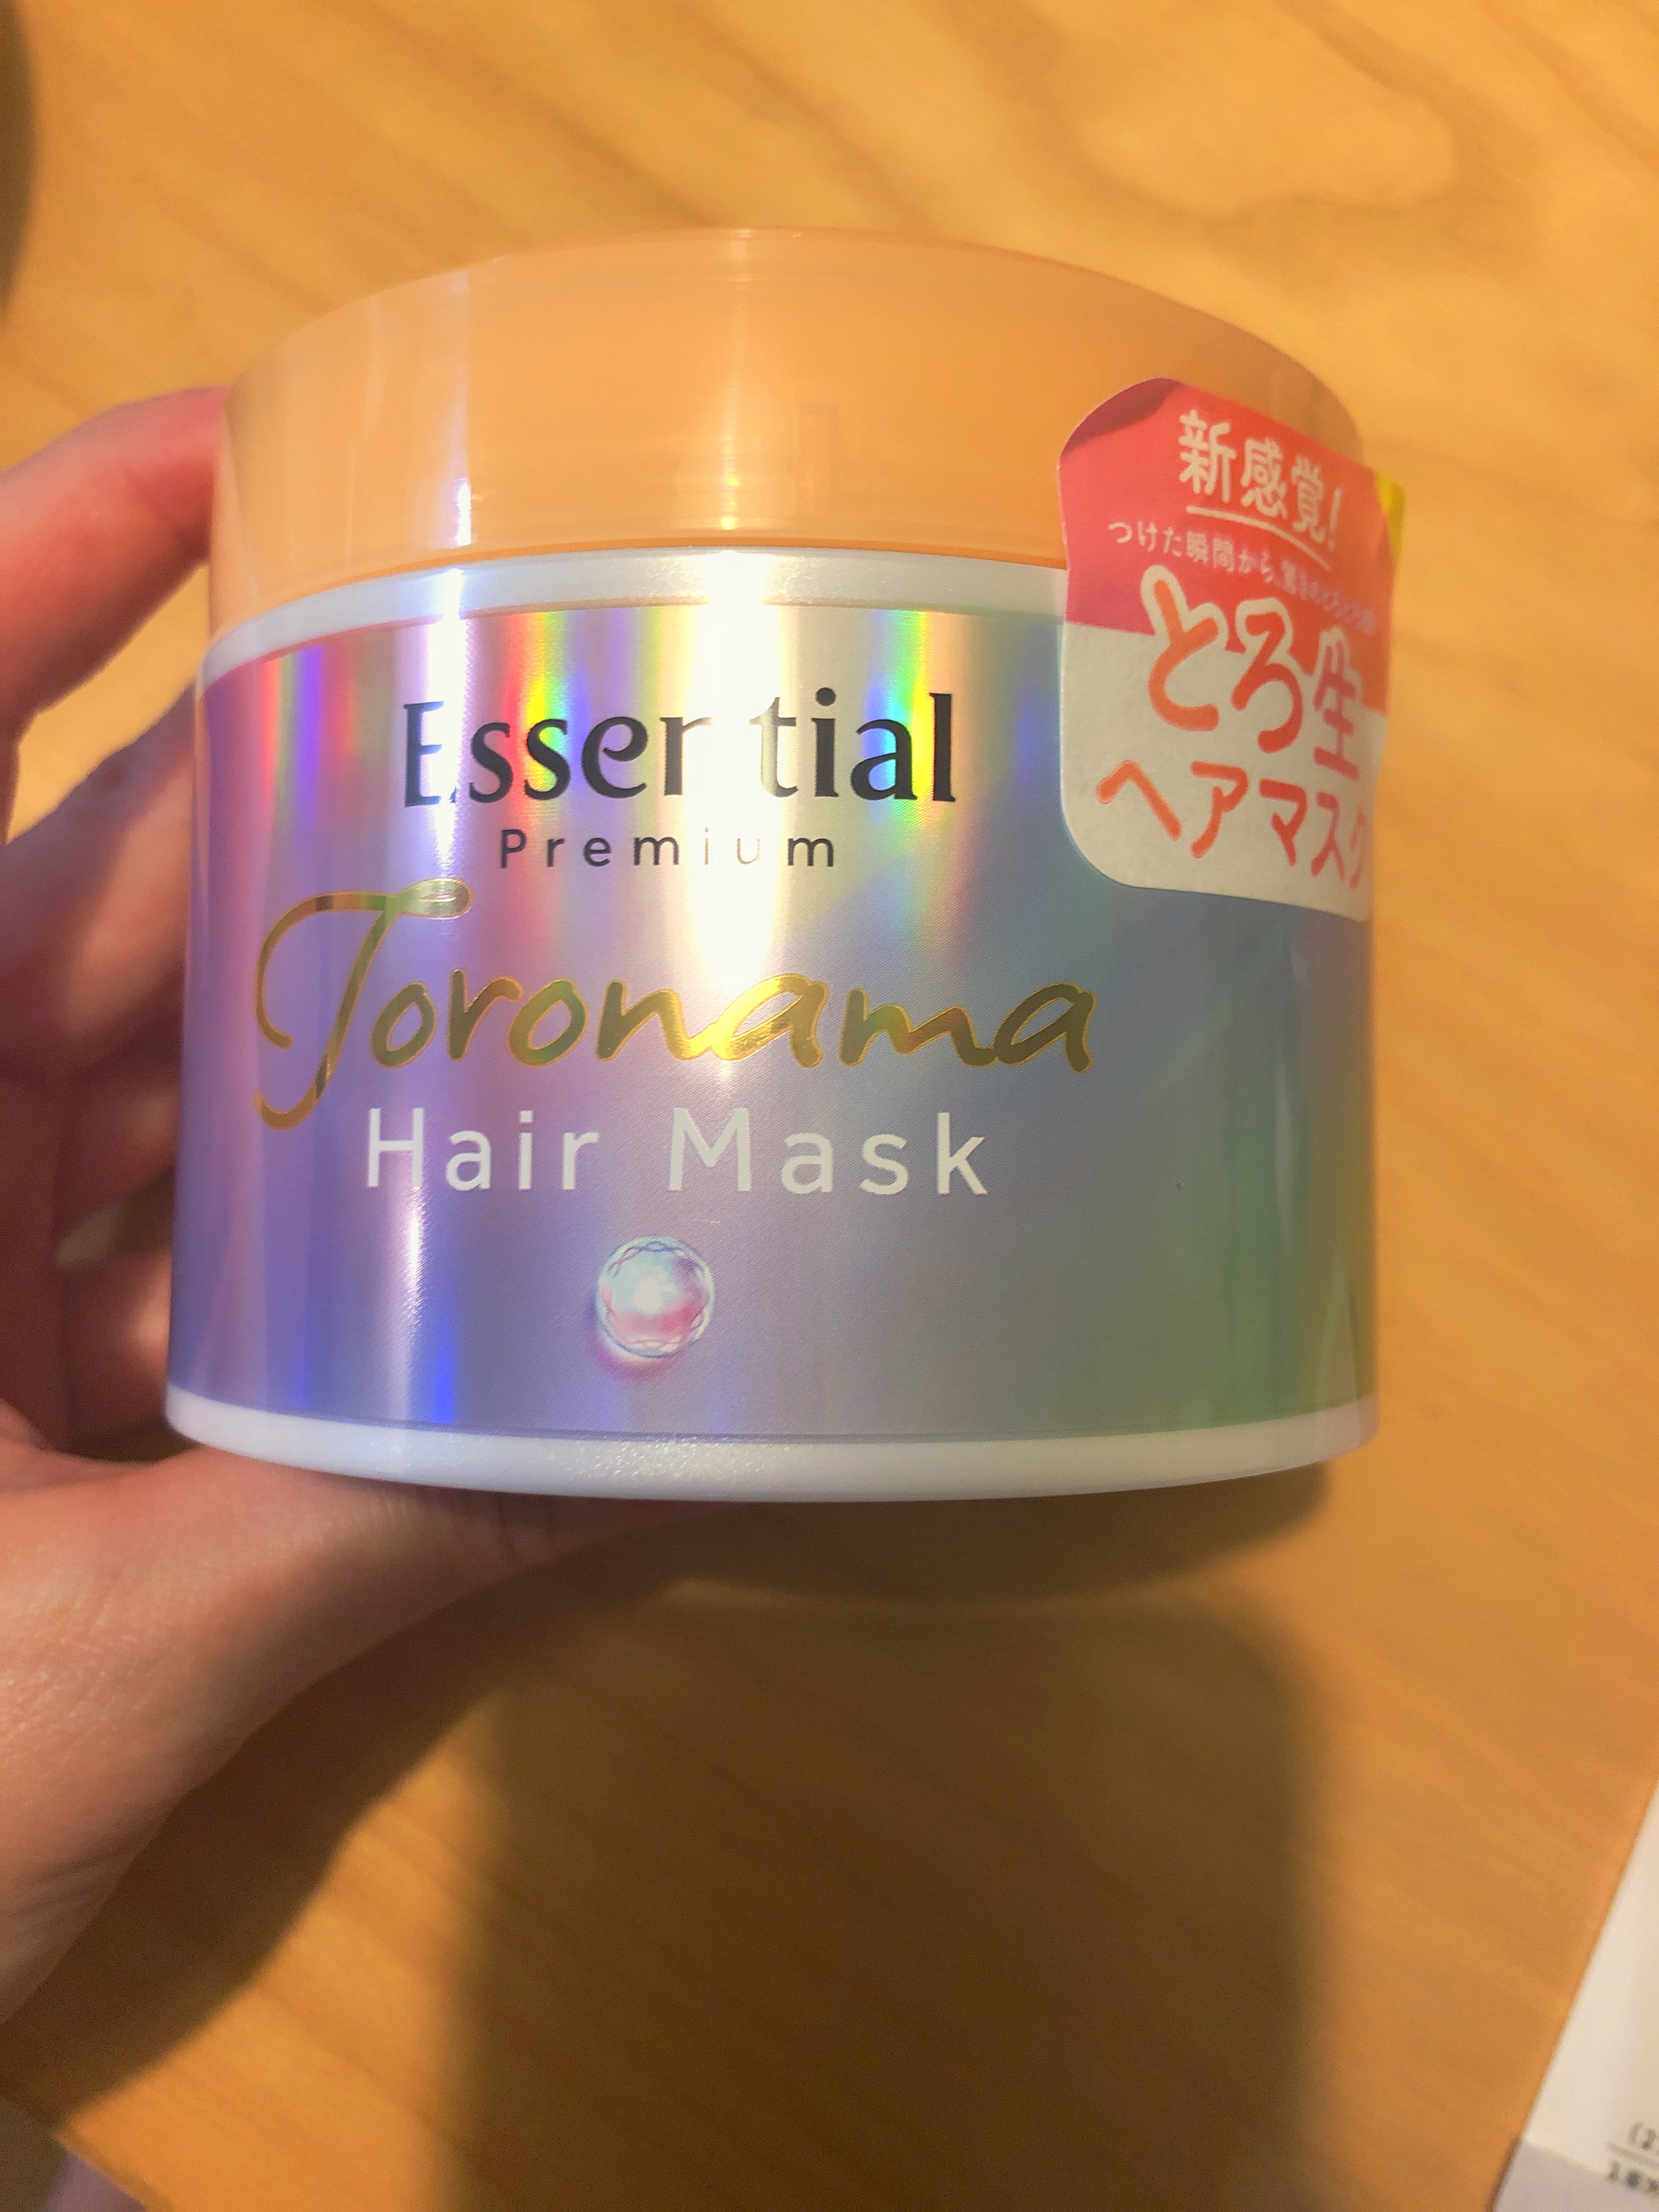 新感覚!
つけた瞬間から、
とろ生
ヘアマスク
Essential
Premium
Toronama
Hair Mask
(2